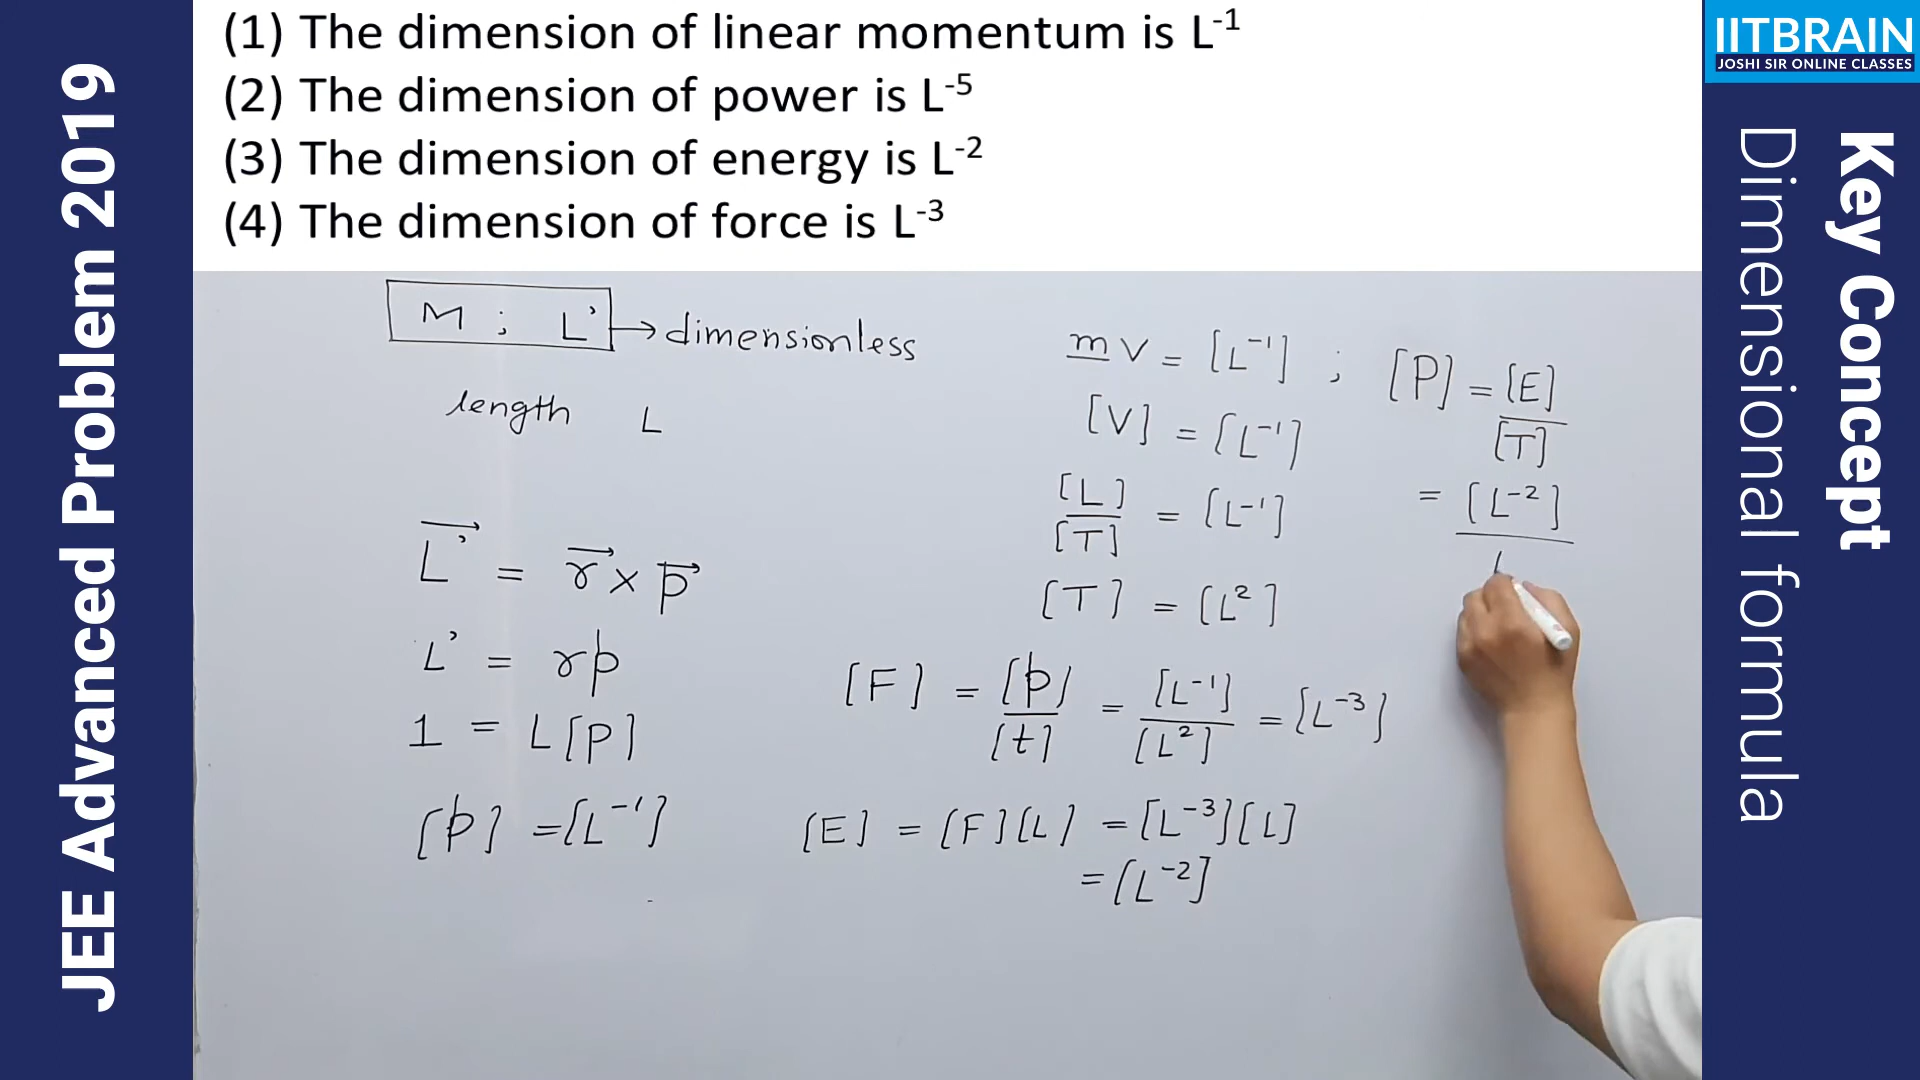 JEE Advanced Problem 2019
(1) The dimension of linear momentum is L⁻¹
(2) The dimension of power is L⁻⁵
(3) The dimension of energy is L⁻²
(4) The dimension of force is L⁻³
IITBRAIN
JOSHI SIR ONLINE CLASSES
Key Concept
Dimensional formula
M ; L' → dimensionless
length L
L⃗' = r⃗ × p⃗
L' = rp
1 = L[P]
[p] = [L⁻¹]
mv = [L⁻¹] ;
[V] = [L⁻¹]
[L]/[T] = [L⁻¹]
[T] = [L²]
[F] = [p]/[t] = [L⁻¹]/[L²] = [L⁻³]
[E] = [F][L] = [L⁻³][L]
= [L⁻²]
[P] = [E]/[T]
= [L⁻²]